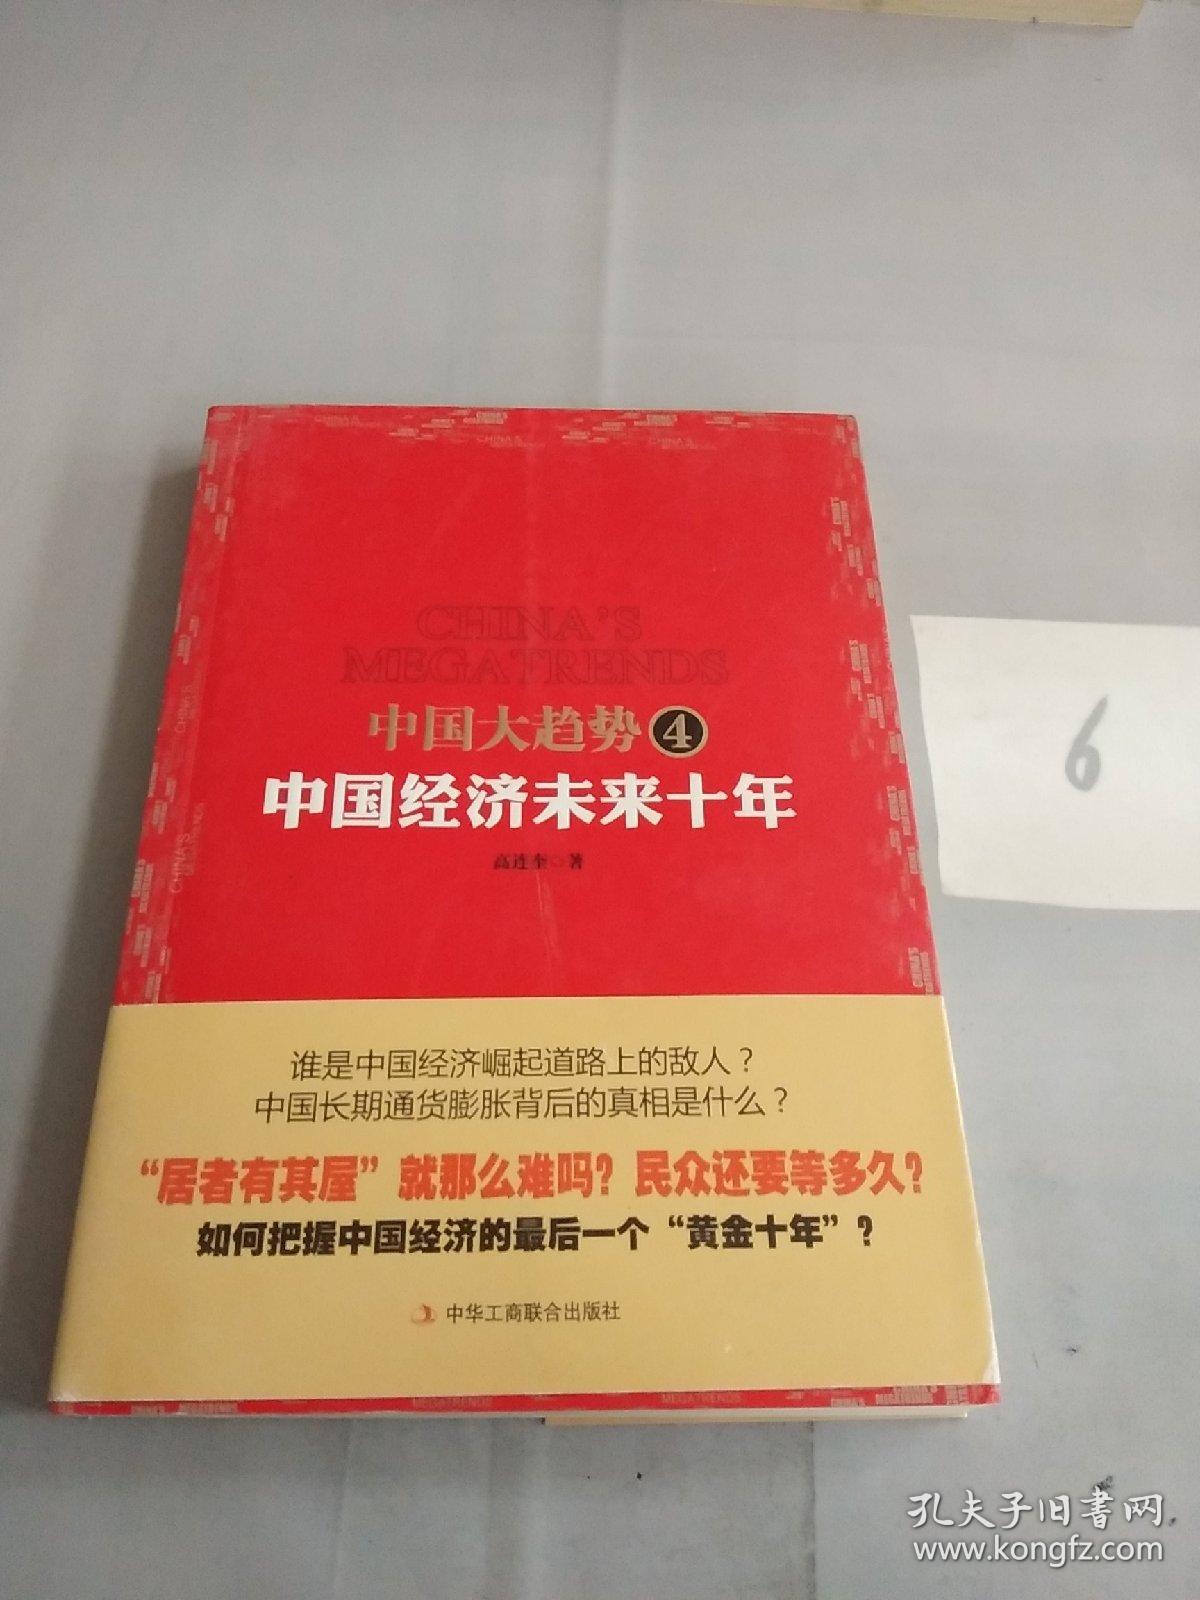 CHINA'S
MEGATRENDS
中国大趋势4
中国经济未来十年
高连奎◎著
6
谁是中国经济崛起道路上的敌人？
中国长期通货膨胀背后的真相是什么？
“居者有其屋”就那么难吗？民众还要等多久？
如何把握中国经济的最后一个“黄金十年”？
中华工商联合出版社
孔夫子旧书网
www.kongfz.com